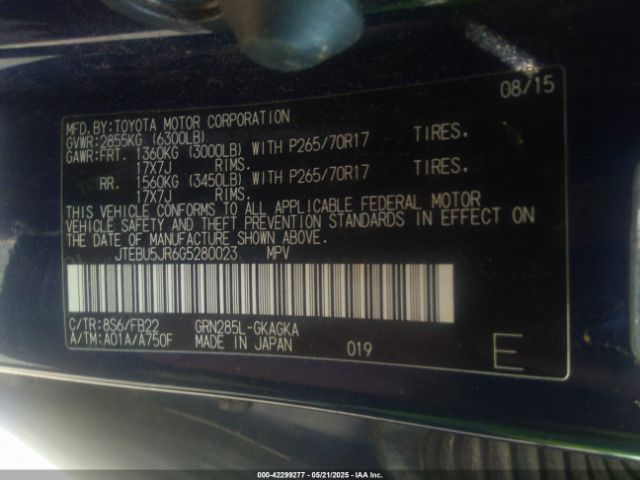 08/15
MFD.BY:TOYOTA MOTOR CORPORATION
GVWR:2855KG (6300LB)
GAWR:FRT. 1360KG (3000LB) WITH P265/70R17 TIRES.
17X7J RIMS.
RR. 1560KG (3450LB) WITH P265/70R17 TIRES.
17X7J RIMS.
THIS VEHICLE CONFORMS TO ALL APPLICABLE FEDERAL MOTOR
VEHICLE SAFETY AND THEFT PREVENTION STANDARDS IN EFFECT ON
THE DATE OF MANUFACTURE SHOWN ABOVE.
JTEBU5JR6G5280023 MPV
C/TR:8S6/FB22 GRN285L-GKAGKA
A/TM:A01A/A750F MADE IN JAPAN 019 E
000-42299277 - 05/21/2025 - IAA Inc.